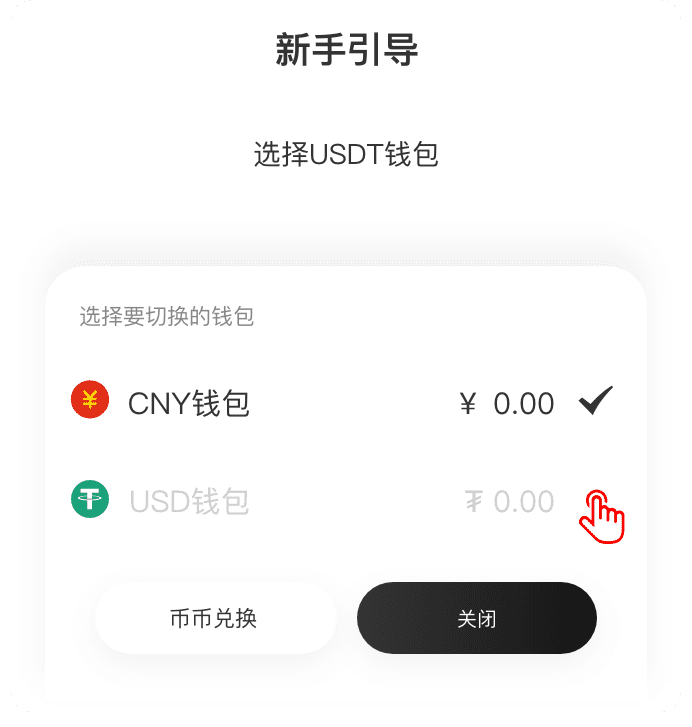 新手引导
选择USDT钱包
选择要切换的钱包
¥ CNY钱包 ¥ 0.00
USD钱包 ₮ 0.00
币币兑换 关闭